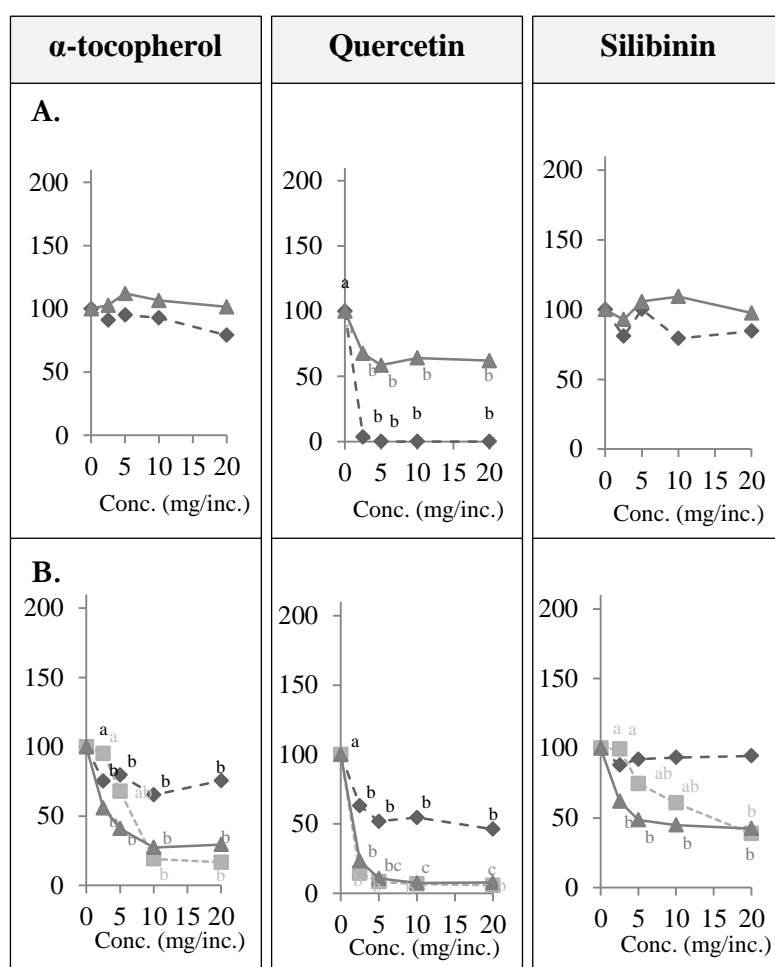 α-tocopherol Quercetin Silibinin
A.
200 200 200
150 150 150
100 100 100
50 50 50
0 0 0
a
b b b b
b b b b
0 5 10 15 20 0 5 10 15 20 0 5 10 15 20
Conc. (mg/inc.) Conc. (mg/inc.) Conc. (mg/inc.)
B.
200 200 200
150 150 150
100 100 100
50 50 50
0 0 0
a a b b b
b ab b b b b
b b
a b b b b
b bc c c
b b
a a ab ab b
b b b b
0 5 10 15 20 0 5 10 15 20 0 5 10 15 20
Conc. (mg/inc.) Conc. (mg/inc.) Conc. (mg/inc.)